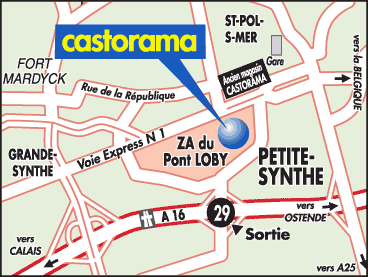 castorama
ST-POL-
S-MER
Gare
vers
la BELGIQUE
FORT
MARDYCK
Rue de la République
Ancien magasin
CASTORAMA
Voie Express N 1
ZA du
Pont LOBY
GRANDE-
SYNTHE
PETITE-
SYNTHE
A 16
29
vers
OSTENDE
Sortie
vers
CALAIS
vers A25